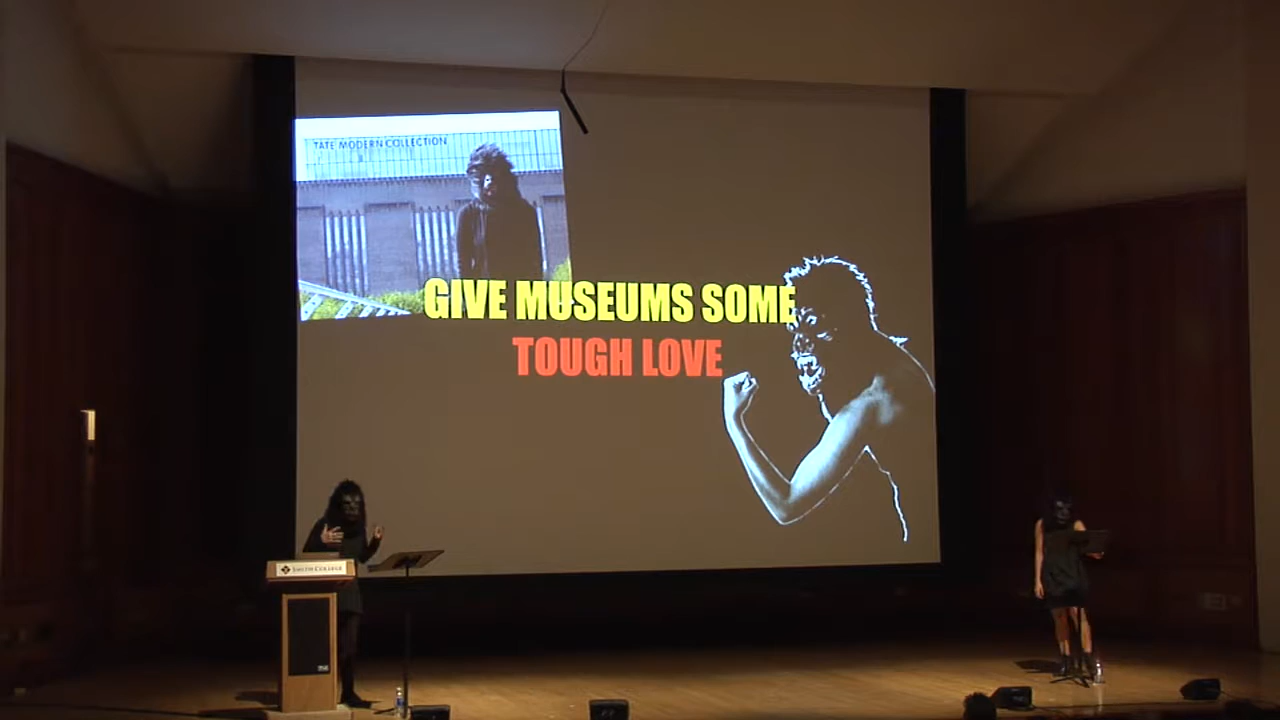 TATE MODERN COLLECTION
GIVE MUSEUMS SOME
TOUGH LOVE
SMITH COLLEGE